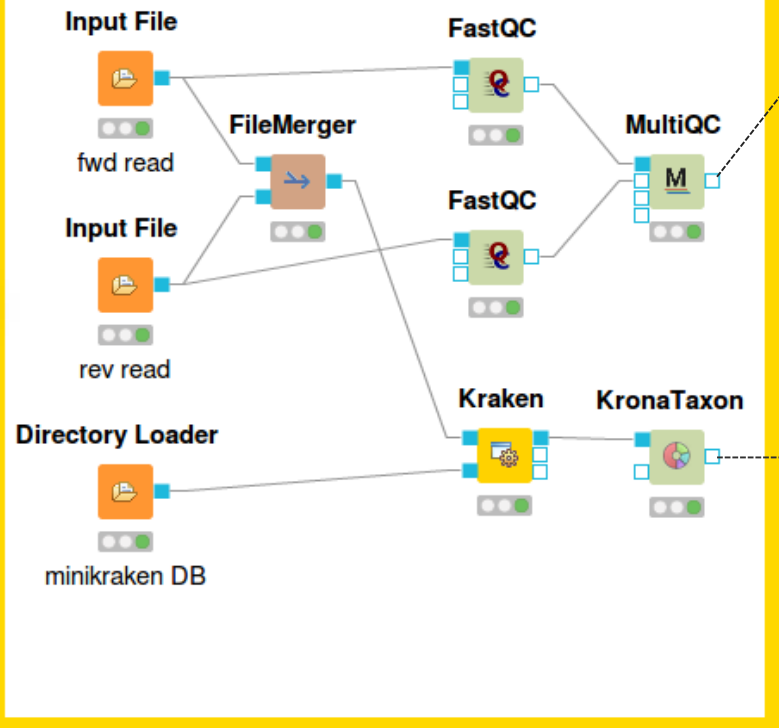 Input File
fwd read
FastQC
FileMerger
MultiQC
M
Input File
rev read
FastQC
Directory Loader
minikraken DB
Kraken
KronaTaxon